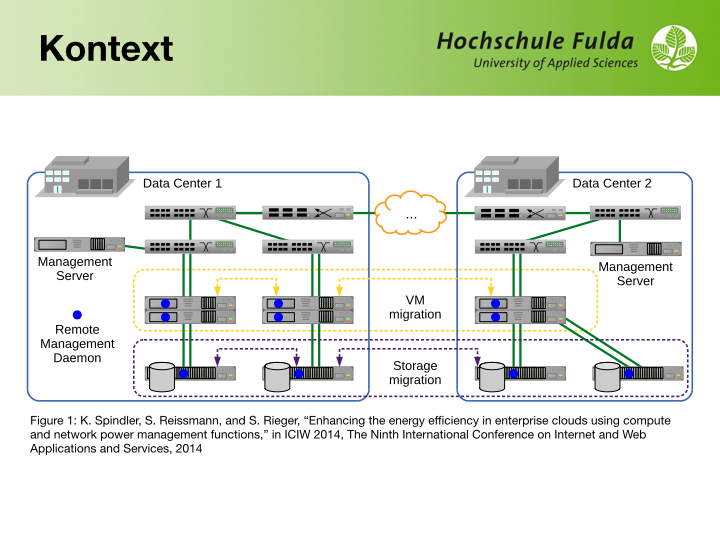 Kontext
Hochschule Fulda
University of Applied Sciences
Data Center 1
Data Center 2
...
Management
Server
Management
Server
VM
migration
Remote
Management
Daemon
Storage
migration
Figure 1: K. Spindler, S. Reissmann, and S. Rieger, “Enhancing the energy efficiency in enterprise clouds using compute
and network power management functions,” in ICIW 2014, The Ninth International Conference on Internet and Web
Applications and Services, 2014